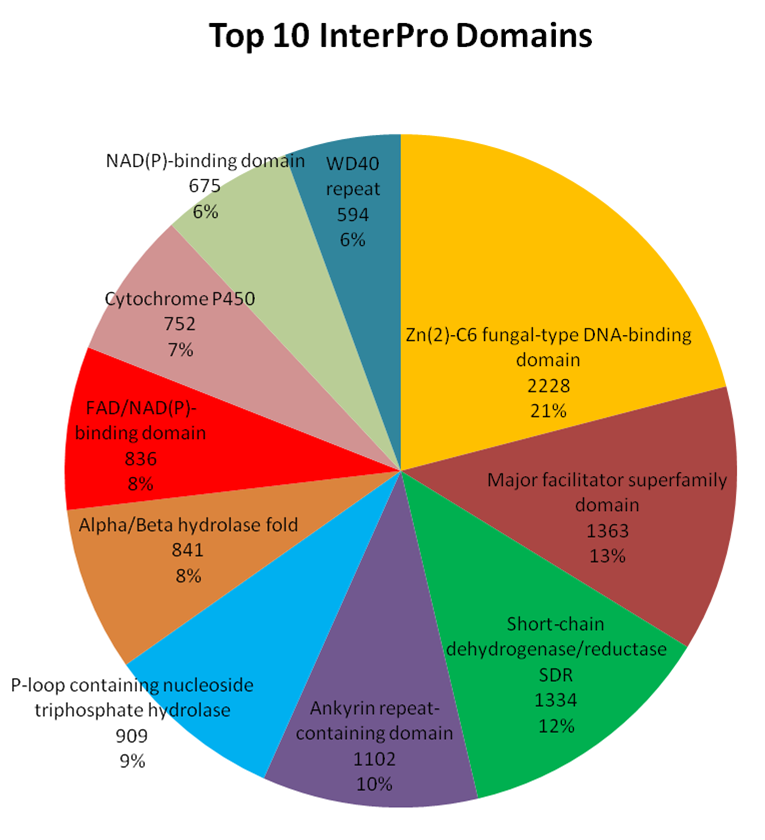 Top 10 InterPro Domains
NAD(P)-binding domain
675
6%
WD40
repeat
594
6%
Zn(2)-C6 fungal-type DNA-binding
domain
2228
21%
Cytochrome P450
752
7%
FAD/NAD(P)-
binding domain
836
8%
Major facilitator superfamily
domain
1363
13%
Alpha/Beta hydrolase fold
841
8%
Short-chain
dehydrogenase/reductase
SDR
1334
12%
P-loop containing nucleoside
triphosphate hydrolase
909
9%
Ankyrin repeat-
containing domain
1102
10%